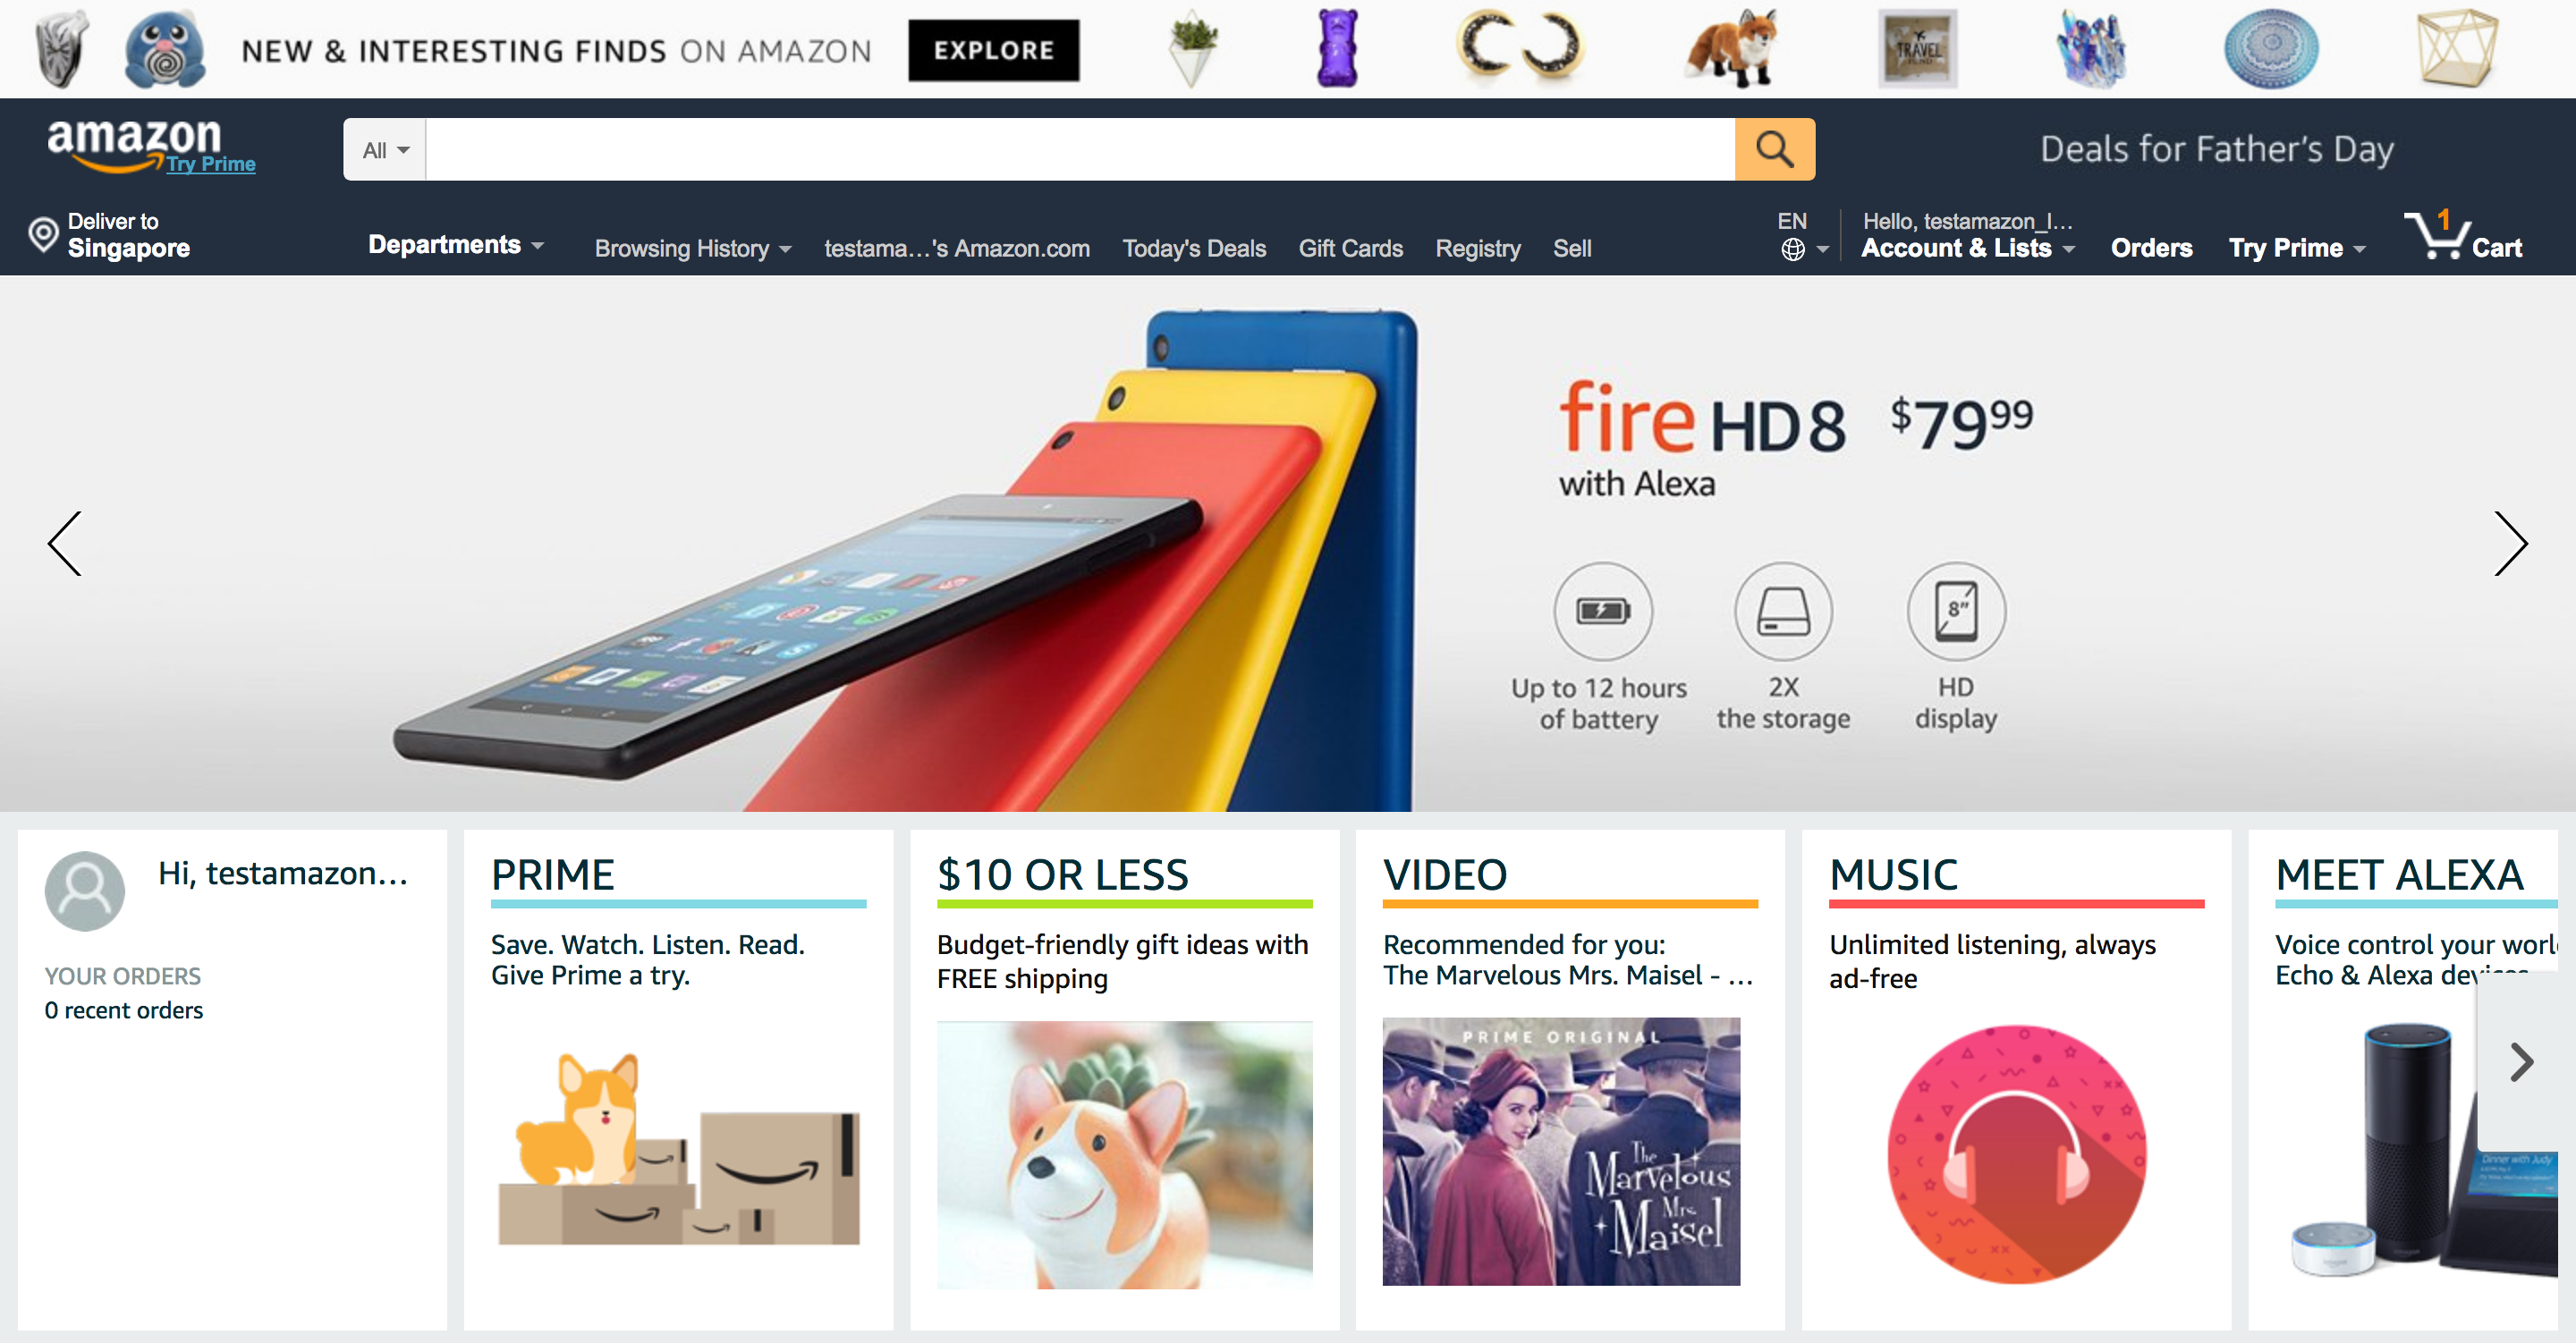 NEW & INTERESTING FINDS ON AMAZON
EXPLORE
TRAVEL
FUND
amazon
Try Prime
All
Deals for Father's Day
Deliver to
Singapore
Departments
Browsing History
testama...'s Amazon.com
Today's Deals
Gift Cards
Registry
Sell
EN
Hello, testamazon_l...
Account & Lists
Orders
Try Prime
1
Cart
fire HD 8 $79 99
with Alexa
8"
Up to 12 hours
of battery
2X
the storage
HD
display
Hi, testamazon...
YOUR ORDERS
0 recent orders
PRIME
Save. Watch. Listen. Read.
Give Prime a try.
$10 OR LESS
Budget-friendly gift ideas with
FREE shipping
VIDEO
Recommended for you:
The Marvelous Mrs. Maisel - ...
PRIME ORIGINAL
The
Marvelous
Mrs.
Maisel
MUSIC
Unlimited listening, always
ad-free
MEET ALEXA
Voice control your worl
Echo & Alexa devices
Dinner with Judy